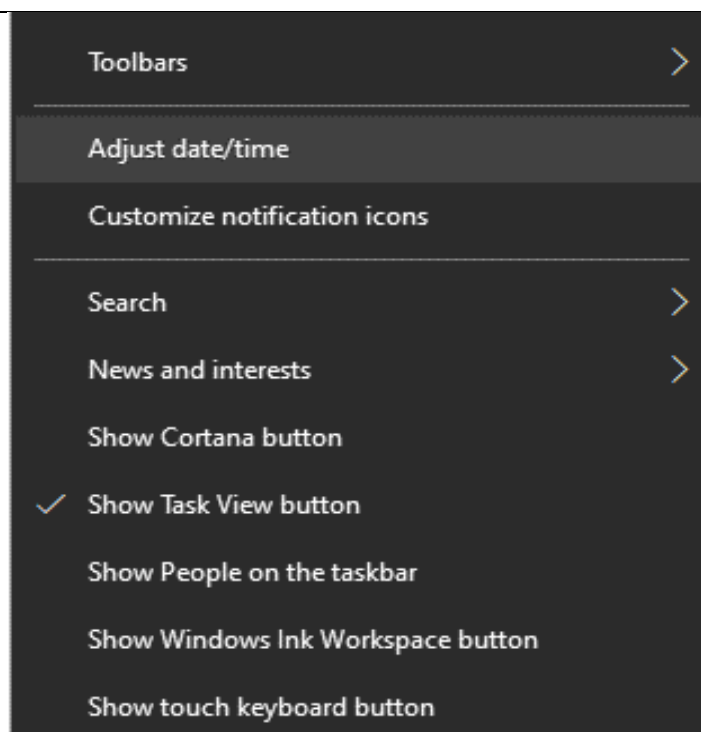 Toolbars
Adjust date/time
Customize notification icons
Search
News and interests
Show Cortana button
Show Task View button
Show People on the taskbar
Show Windows Ink Workspace button
Show touch keyboard button